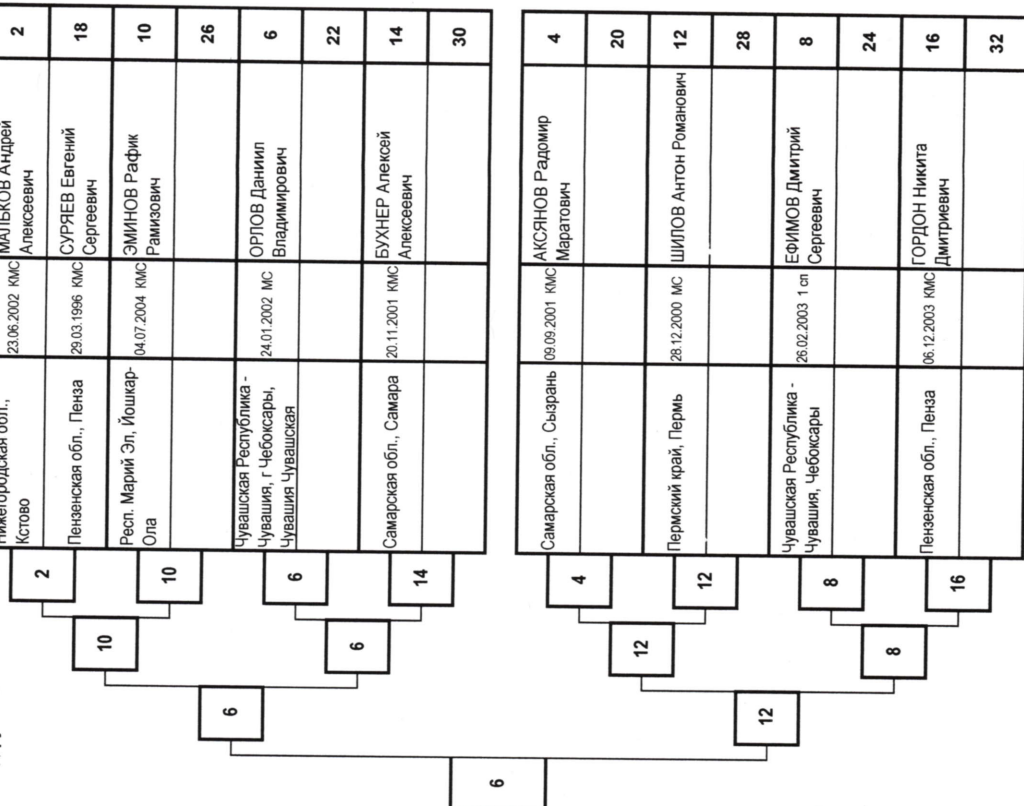 2
МАЛЬКОВ Андрей
Алексеевич
23.06.2002 КМС
Нижегородская обл.,
Кстово
18
СУРЯЕВ Евгений
Сергеевич
29.03.1996 КМС
Пензенская обл., Пенза
10
ЭМИНОВ Рафик
Рамизович
04.07.2004 КМС
Респ. Марий Эл, Йошкар-
Ола
26
6
ОРЛОВ Даниил
Владимирович
24.01.2002 МС
Чувашская Республика -
Чувашия, г Чебоксары,
Чувашия Чувашская
22
14
БУХНЕР Алексей
Алексеевич
20.11.2001 КМС
Самарская обл., Самара
30
4
АКСЯНОВ Радомир
Маратович
09.09.2001 КМС
Самарская обл., Сызрань
20
12
ШИЛОВ Антон Романович
28.12.2000 МС
Пермский край, Пермь
28
8
ЕФИМОВ Дмитрий
Сергеевич
26.02.2003 1 сп
Чувашская Республика -
Чувашия, Чебоксары
24
16
ГОРДОН Никита
Дмитриевич
06.12.2003 КМС
Пензенская обл., Пенза
32
2
10
6
14
4
12
8
16
10
6
12
8
6
12
6